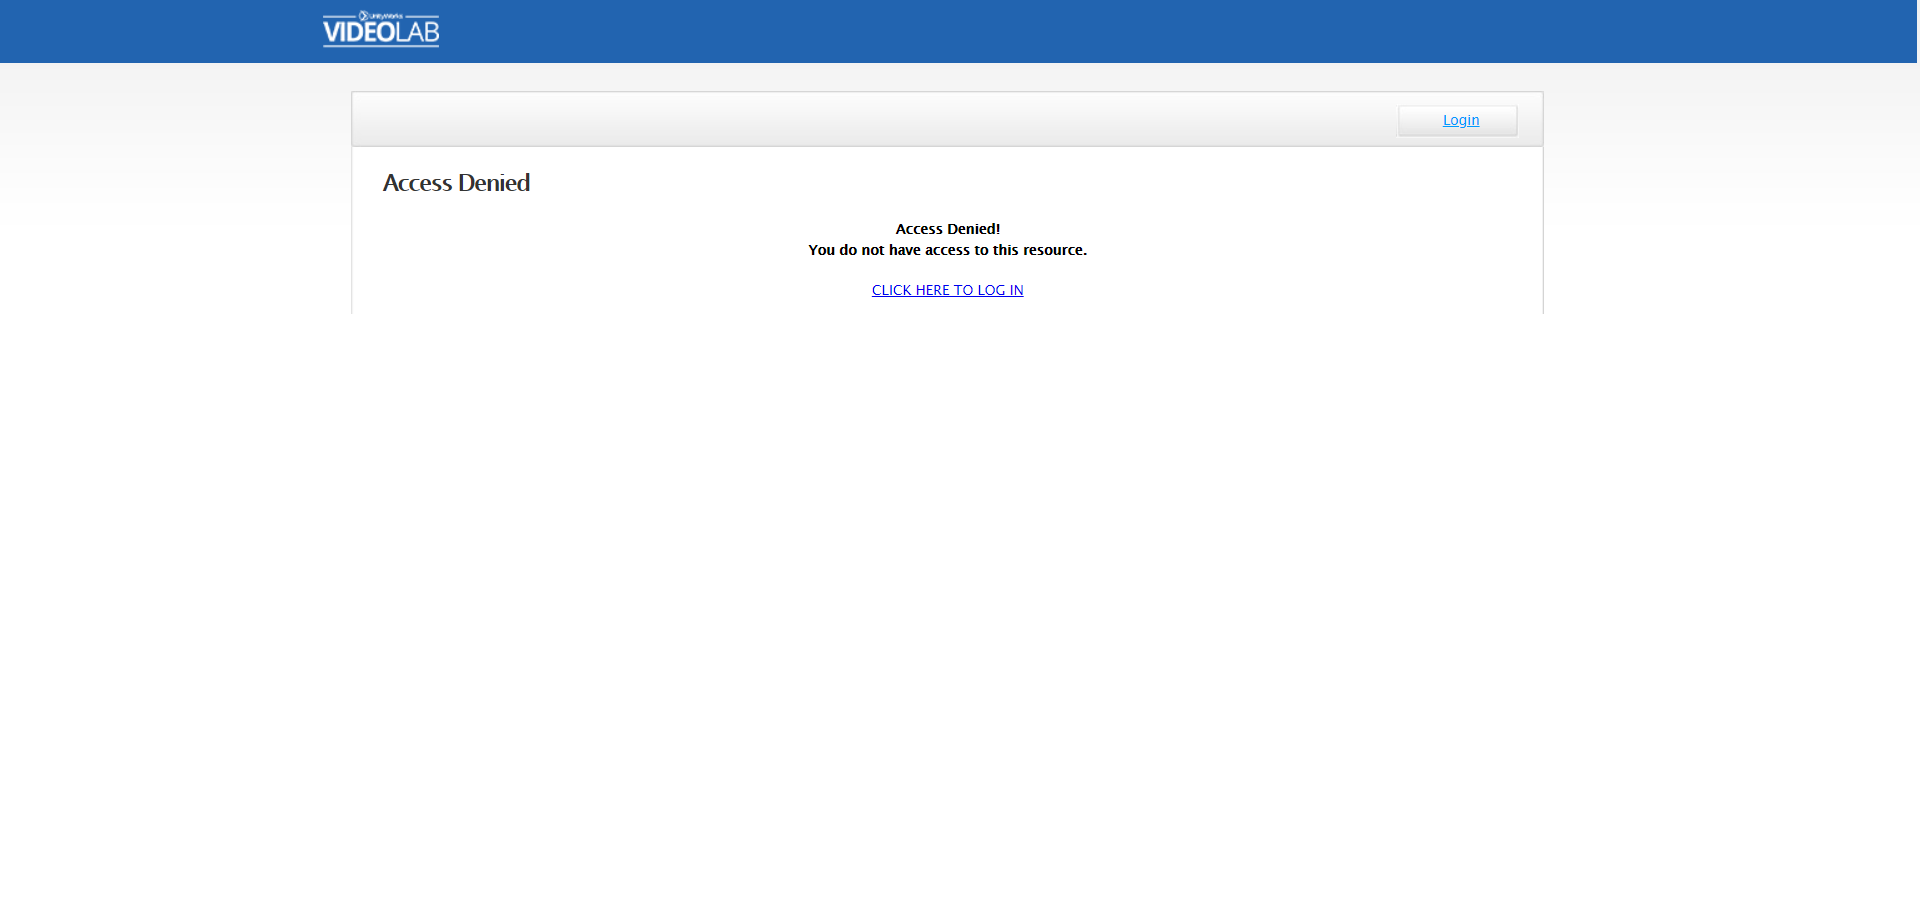 UnityWorks
VIDEOLAB
Login
Access Denied
Access Denied!
You do not have access to this resource.
CLICK HERE TO LOG IN